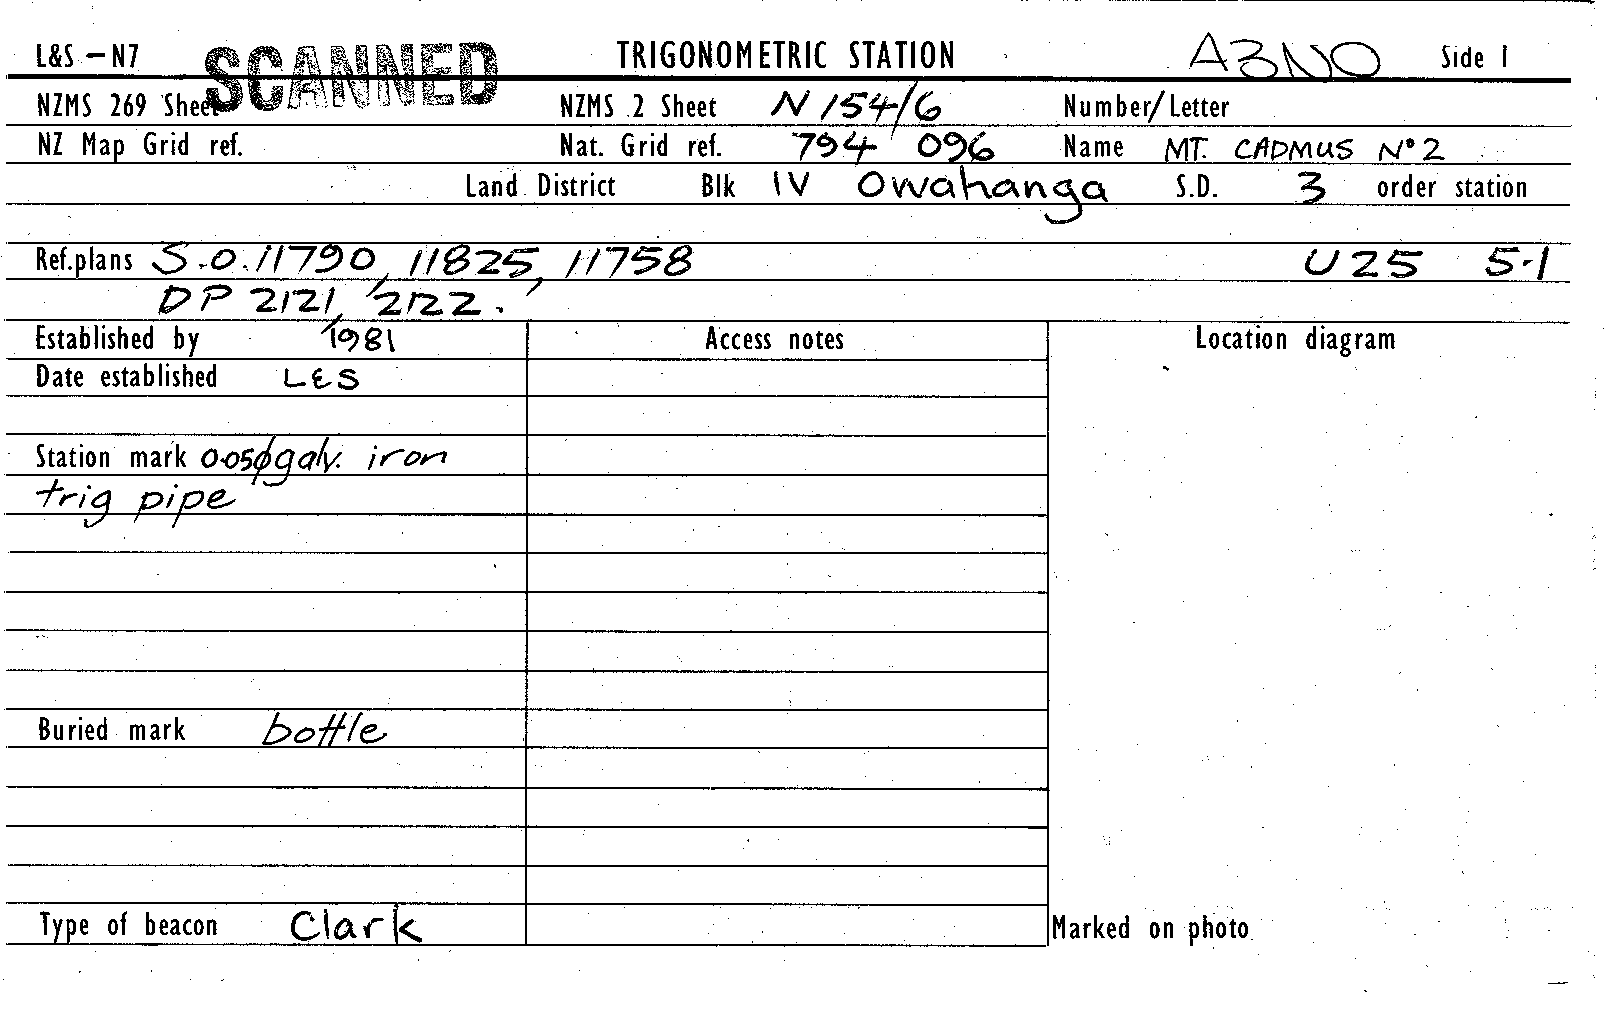 L&S – N7 SCANNED TRIGONOMETRIC STATION A3NO Side 1
NZMS 269 Sheet NZMS 2 Sheet N 154/6 Number/Letter
NZ Map Grid ref. Nat. Grid ref. 794 096 Name MT. CADMUS N° 2
Land District Blk IV Owahanga S.D. 3 order station
Ref.plans S.O. 11790, 11825, 11758 U25 5·1
DP 2121, 2122.
Established by 1981 Access notes Location diagram
Date established L&S
Station mark 0.05φ galv. iron
trig pipe
Buried mark bottle
Type of beacon Clark Marked on photo